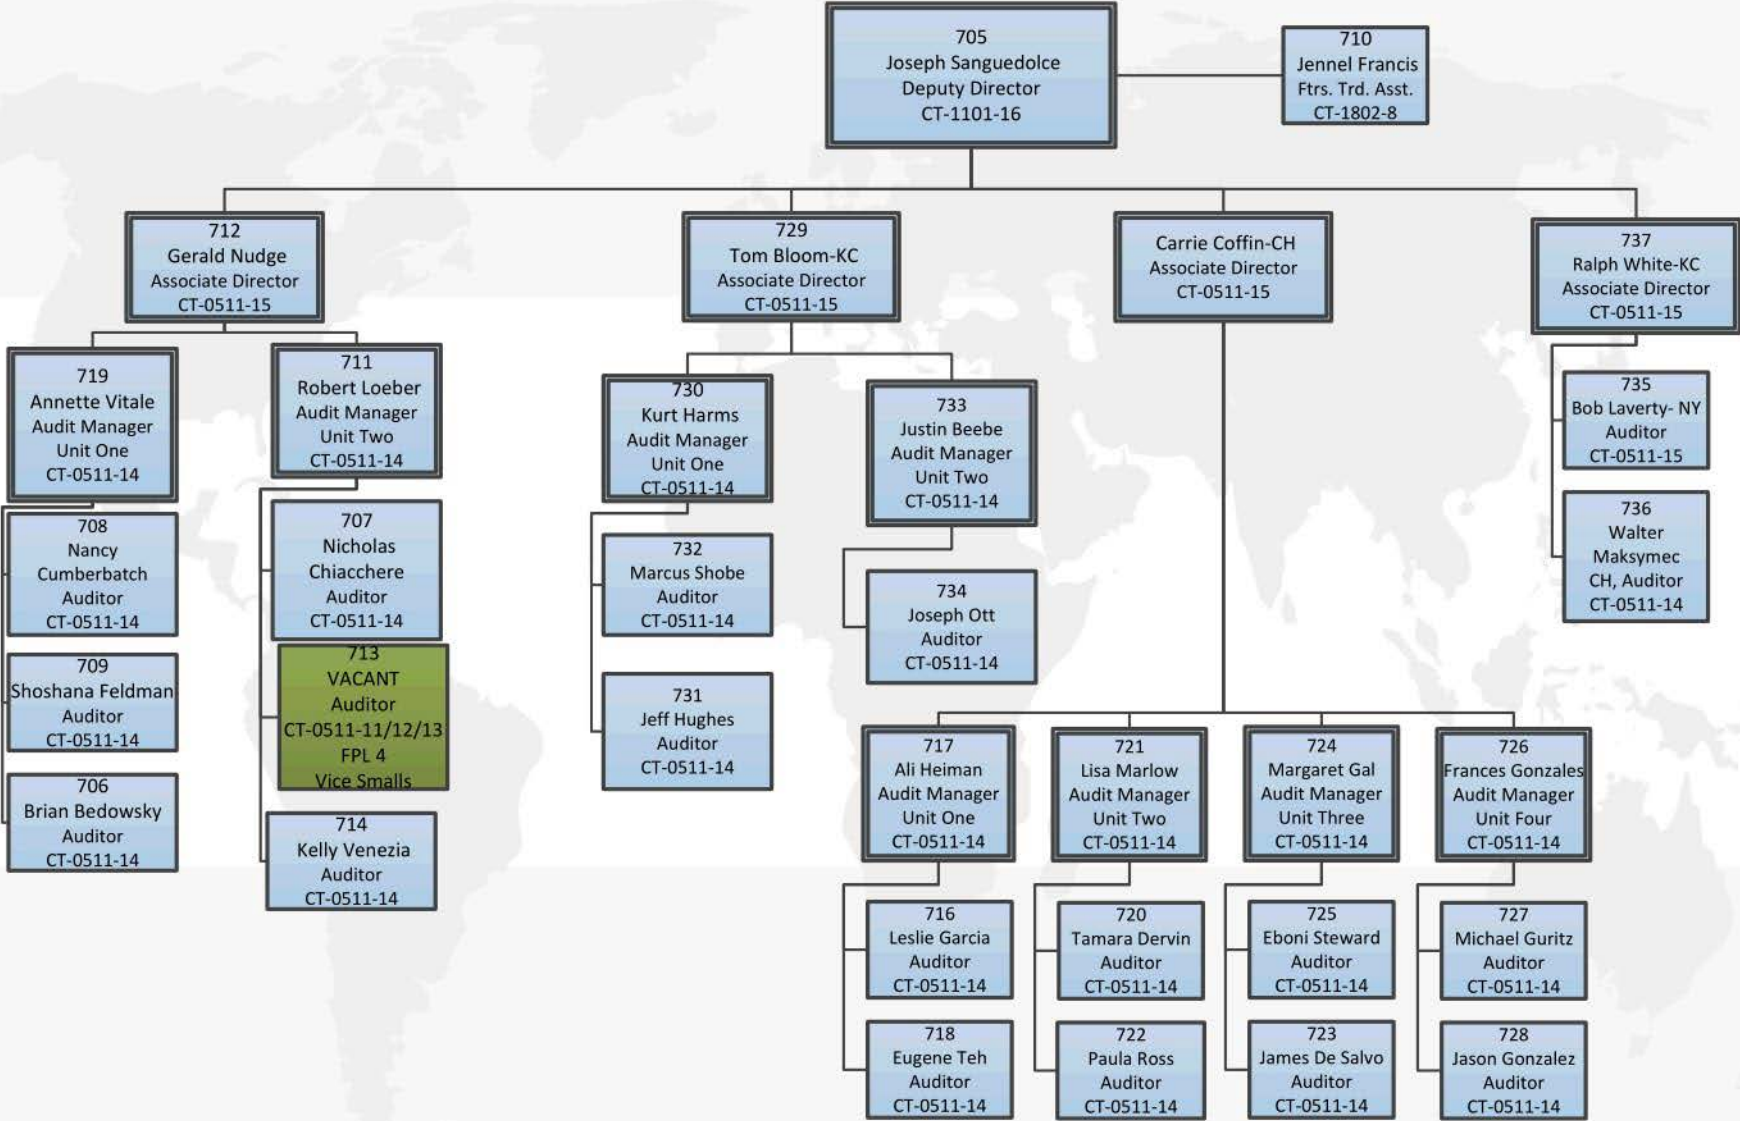 705
Joseph Sanguedolce
Deputy Director
CT-1101-16
710
Jennel Francis
Ftrs. Trd. Asst.
CT-1802-8
712
Gerald Nudge
Associate Director
CT-0511-15
729
Tom Bloom-KC
Associate Director
CT-0511-15
Carrie Coffin-CH
Associate Director
CT-0511-15
737
Ralph White-KC
Associate Director
CT-0511-15
719
Annette Vitale
Audit Manager
Unit One
CT-0511-14
711
Robert Loeber
Audit Manager
Unit Two
CT-0511-14
730
Kurt Harms
Audit Manager
Unit One
CT-0511-14
733
Justin Beebe
Audit Manager
Unit Two
CT-0511-14
735
Bob Laverty- NY
Auditor
CT-0511-15
736
Walter
Maksymec
CH, Auditor
CT-0511-14
708
Nancy
Cumberbatch
Auditor
CT-0511-14
707
Nicholas
Chiacchere
Auditor
CT-0511-14
732
Marcus Shobe
Auditor
CT-0511-14
734
Joseph Ott
Auditor
CT-0511-14
709
Shoshana Feldman
Auditor
CT-0511-14
713
VACANT
Auditor
CT-0511-11/12/13
FPL 4
Vice Smalls
731
Jeff Hughes
Auditor
CT-0511-14
706
Brian Bedowsky
Auditor
CT-0511-14
714
Kelly Venezia
Auditor
CT-0511-14
717
Ali Heiman
Audit Manager
Unit One
CT-0511-14
721
Lisa Marlow
Audit Manager
Unit Two
CT-0511-14
724
Margaret Gal
Audit Manager
Unit Three
CT-0511-14
726
Frances Gonzales
Audit Manager
Unit Four
CT-0511-14
716
Leslie Garcia
Auditor
CT-0511-14
720
Tamara Dervin
Auditor
CT-0511-14
725
Eboni Steward
Auditor
CT-0511-14
727
Michael Guritz
Auditor
CT-0511-14
718
Eugene Teh
Auditor
CT-0511-14
722
Paula Ross
Auditor
CT-0511-14
723
James De Salvo
Auditor
CT-0511-14
728
Jason Gonzalez
Auditor
CT-0511-14